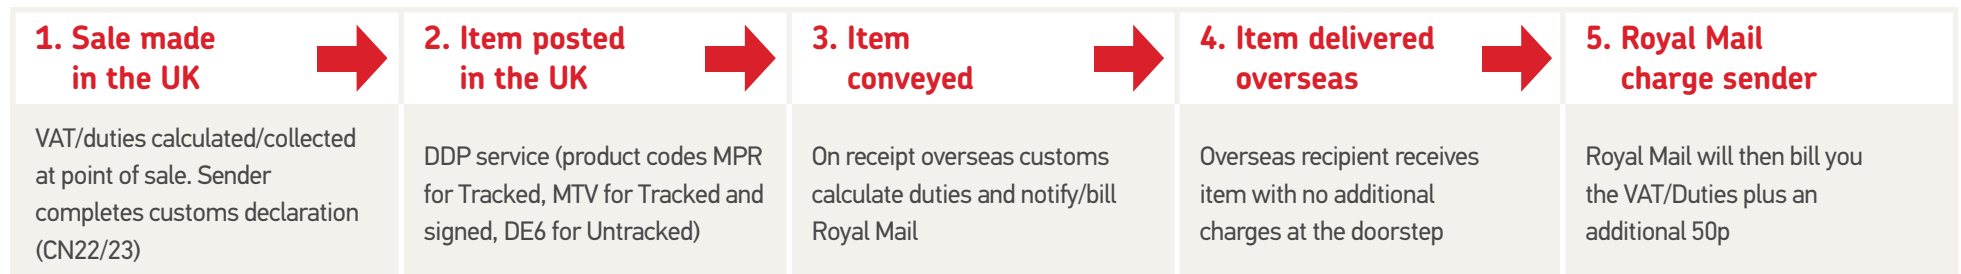 1. Sale made
in the UK
VAT/duties calculated/collected
at point of sale. Sender
completes customs declaration
(CN22/23)
2. Item posted
in the UK
DDP service (product codes MPR
for Tracked, MTV for Tracked and
signed, DE6 for Untracked)
3. Item
conveyed
On receipt overseas customs
calculate duties and notify/bill
Royal Mail
4. Item delivered
overseas
Overseas recipient receives
item with no additional
charges at the doorstep
5. Royal Mail
charge sender
Royal Mail will then bill you
the VAT/Duties plus an
additional 50p